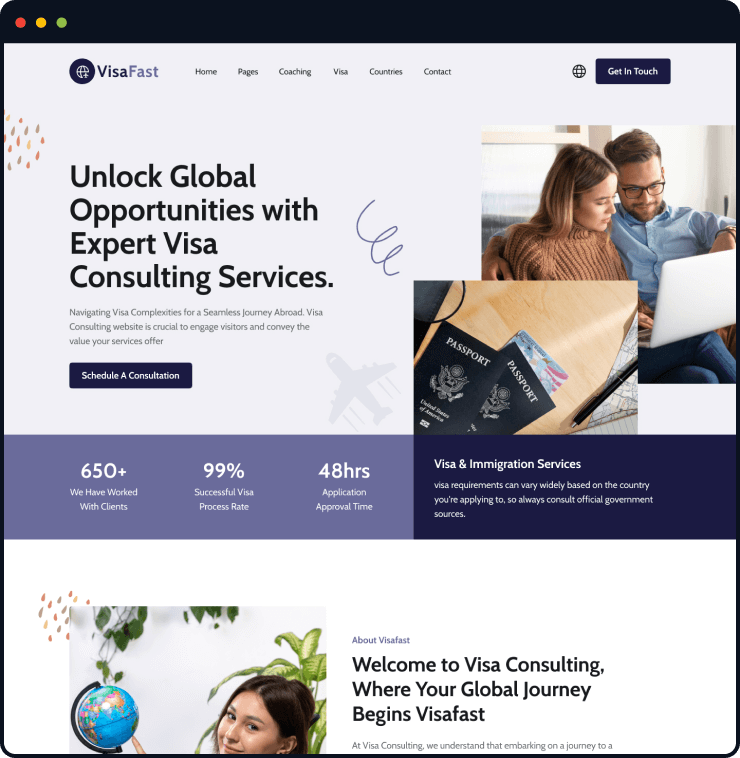 VisaFast
Home Pages Coaching Visa Countries Contact
Get In Touch
Unlock Global
Opportunities with
Expert Visa
Consulting Services.
Navigating Visa Complexities for a Seamless Journey Abroad. Visa
Consulting website is crucial to engage visitors and convey the
value your services offer
Schedule A Consultation
PASSPORT
United States
of America
PASSPORT
650+
We Have Worked
With Clients
99%
Successful Visa
Process Rate
48hrs
Application
Approval Time
Visa & Immigration Services
visa requirements can vary widely based on the country
you're applying to, so always consult official government
sources.
About Visafast
Welcome to Visa Consulting,
Where Your Global Journey
Begins Visafast
At Visa Consulting, we understand that embarking on a journey to a